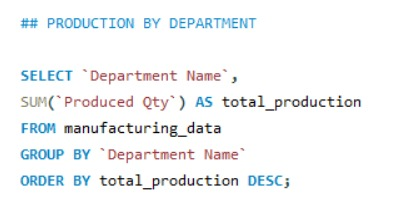 ## PRODUCTION BY DEPARTMENT
SELECT `Department Name`,
SUM(`Produced Qty`) AS total_production
FROM manufacturing_data
GROUP BY `Department Name`
ORDER BY total_production DESC;